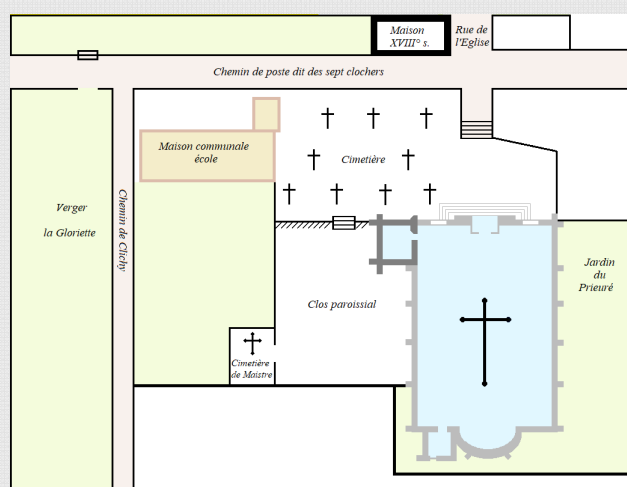 Maison
XVIII° s.
Rue de
l'Eglise
Chemin de poste dit des sept clochers
Maison communale
école
Cimetière
Verger
la Gloriette
Chemin de Clichy
Jardin
du
Prieuré
Clos paroissial
Cimetière
de Maistre